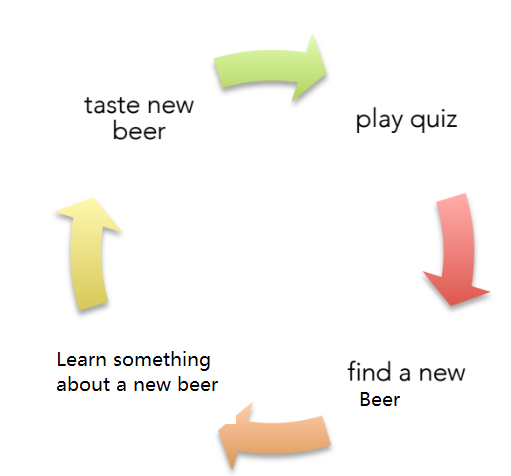 taste new
beer
play quiz
find a new
Beer
Learn something
about a new beer